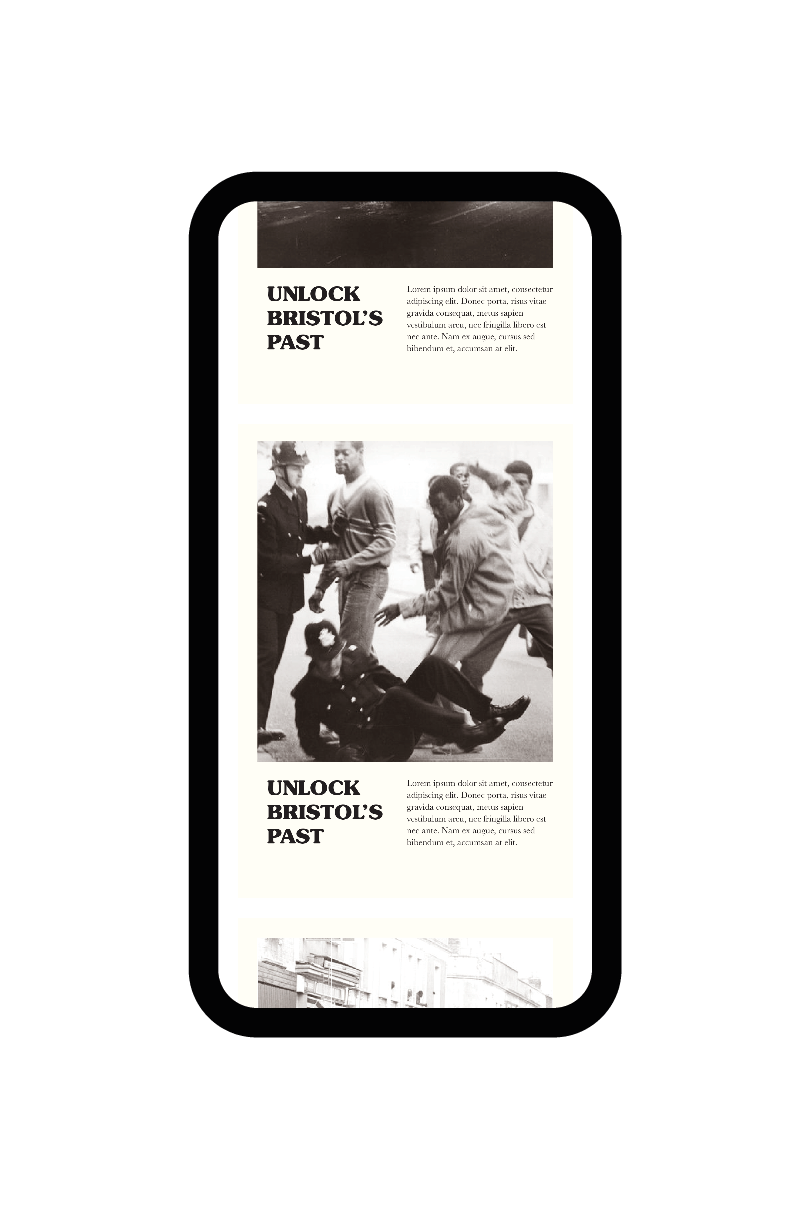 UNLOCK
BRISTOL'S
PAST
Lorem ipsum dolor sit amet, consectetur
adipiscing elit. Donec porta, risus vitae
gravida consequat, metus sapien
vestibulum arcu, nec fringilla libero est
nec ante. Nam ex augue, cursus sed
bibendum et, accumsan at elit.
UNLOCK
BRISTOL'S
PAST
Lorem ipsum dolor sit amet, consectetur
adipiscing elit. Donec porta, risus vitae
gravida consequat, metus sapien
vestibulum arcu, nec fringilla libero est
nec ante. Nam ex augue, cursus sed
bibendum et, accumsan at elit.